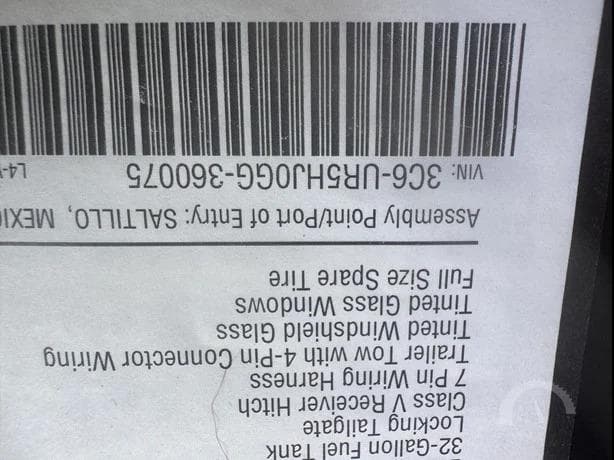 32-Gallon Fuel Tank
Locking Tailgate
Class V Receiver Hitch
7 Pin Wiring Harness
Trailer Tow with 4-Pin Connector Wiring
Tinted Windshield Glass
Tinted Glass Windows
Full Size Spare Tire
Assembly Point/Port of Entry: SALTILLO, MEXIC
VIN: 3C6-UR5HJ0GG-360075 L4-